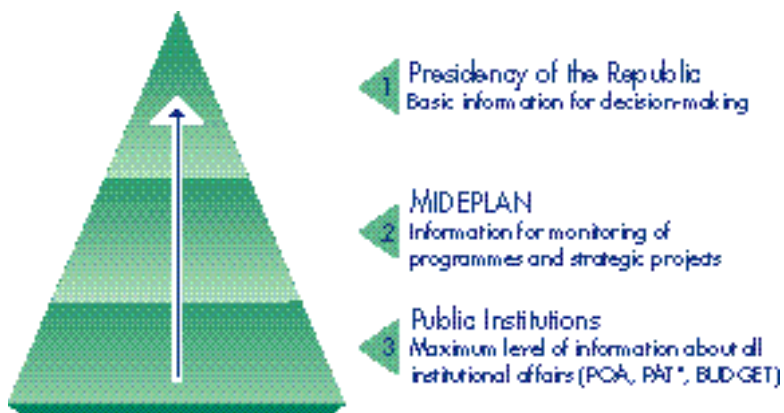 1
Presidency of the Republic
Basic information for decision-making
2
MIDEPLAN
Information for monitoring of
programmes and strategic projects
3
Public Institutions
Maximum level of information about all
institutional affairs (POA, PAT*, BUDGET)